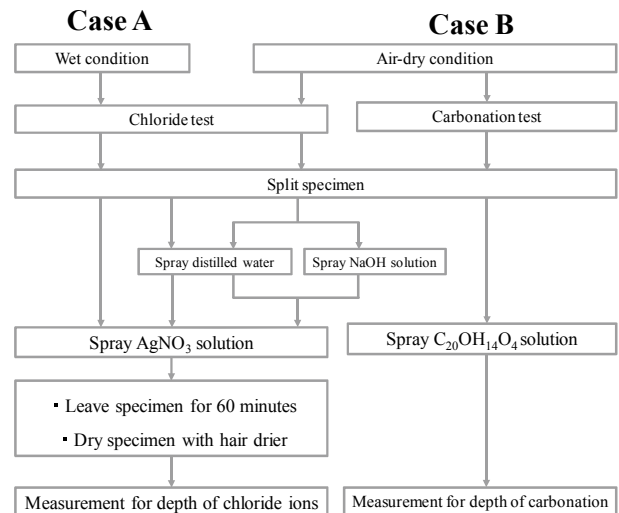 Case A
Case B
Wet condition
Air-dry condition
Chloride test
Carbonation test
Split specimen
Spray distilled water
Spray NaOH solution
Spray AgNO₃ solution
Spray C₂₀OH₁₄O₄ solution
・Leave specimen for 60 minutes
・Dry specimen with hair drier
Measurement for depth of chloride ions
Measurement for depth of carbonation